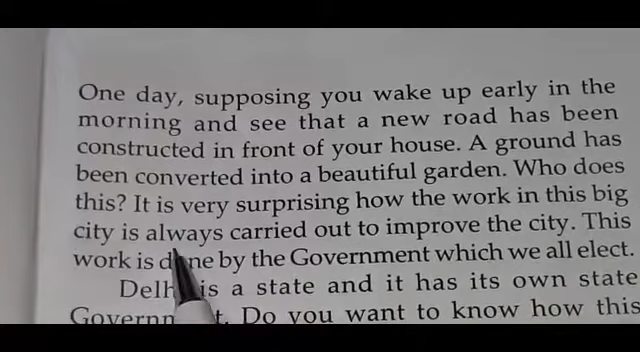 One day, supposing you wake up early in the
morning and see that a new road has been
constructed in front of your house. A ground has
been converted into a beautiful garden. Who does
this? It is very surprising how the work in this big
city is always carried out to improve the city. This
work is done by the Government which we all elect.
Delhi is a state and it has its own state
Government. Do you want to know how this